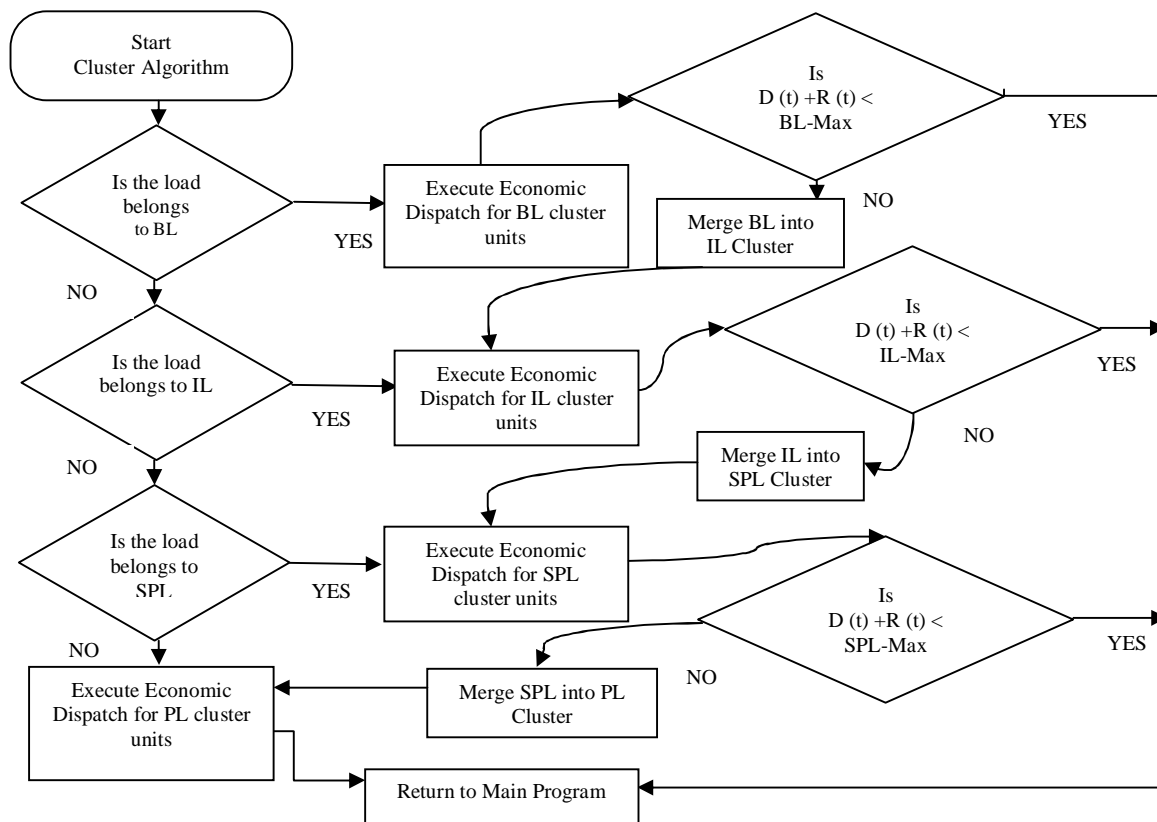 Start
Cluster Algorithm
Is
D (t) +R (t) <
BL-Max
YES
Is the load
belongs
to BL
YES
Execute Economic
Dispatch for BL cluster
units
NO
Merge BL into
IL Cluster
NO
Is
D (t) +R (t) <
IL-Max
YES
Is the load
belongs to IL
YES
Execute Economic
Dispatch for IL cluster
units
NO
Merge IL into
SPL Cluster
NO
Is the load
belongs to
SPL
YES
Execute Economic
Dispatch for SPL
cluster units
Is
D (t) +R (t) <
SPL-Max
YES
NO
NO
Execute Economic
Dispatch for PL cluster
units
Merge SPL into PL
Cluster
Return to Main Program